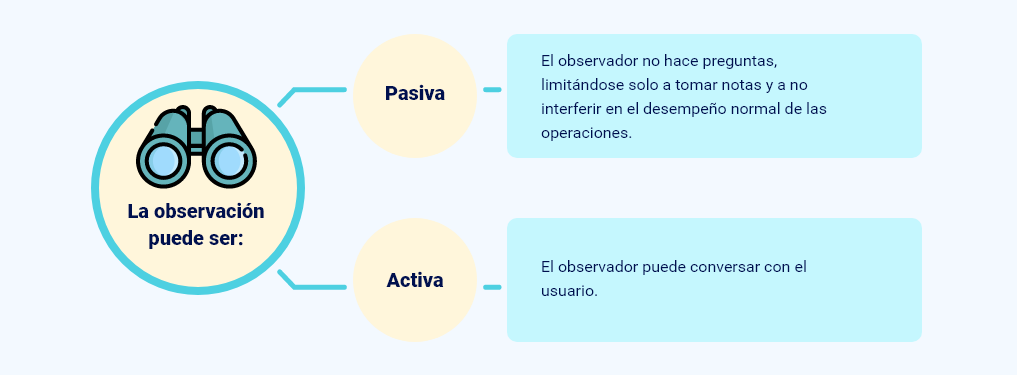 La observación
puede ser:
Pasiva
El observador no hace preguntas,
limitándose solo a tomar notas y a no
interferir en el desempeño normal de las
operaciones.
Activa
El observador puede conversar con el
usuario.